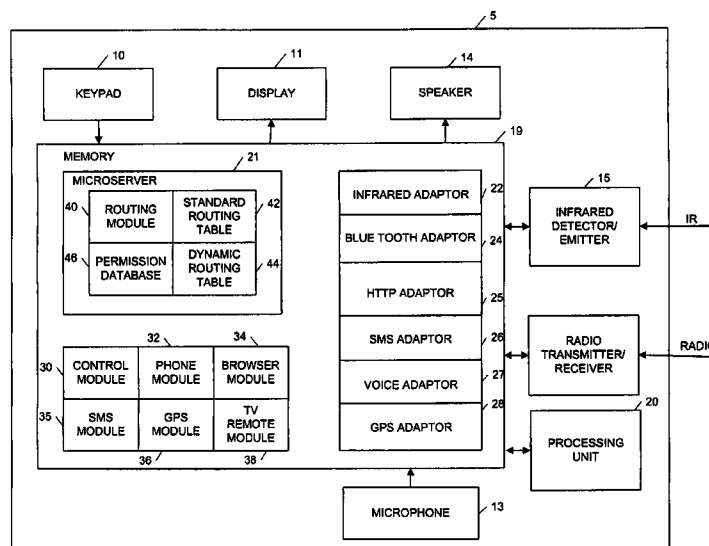 5
10
11
14
KEYPAD
DISPLAY
SPEAKER
19
MEMORY
21
MICROSERVER
40
ROUTING
MODULE
STANDARD
ROUTING
TABLE
42
46
PERMISSION
DATABASE
DYNAMIC
ROUTING
TABLE
44
INFRARED ADAPTOR
22
BLUE TOOTH ADAPTOR
24
HTTP ADAPTOR
25
SMS ADAPTOR
26
VOICE ADAPTOR
27
GPS ADAPTOR
28
15
INFRARED
DETECTOR/
EMITTER
IR
RADIO
TRANSMITTER/
RECEIVER
RADIO
20
PROCESSING
UNIT
32
34
30
CONTROL
MODULE
PHONE
MODULE
BROWSER
MODULE
35
SMS
MODULE
GPS
MODULE
TV
REMOTE
MODULE
36
38
MICROPHONE
13